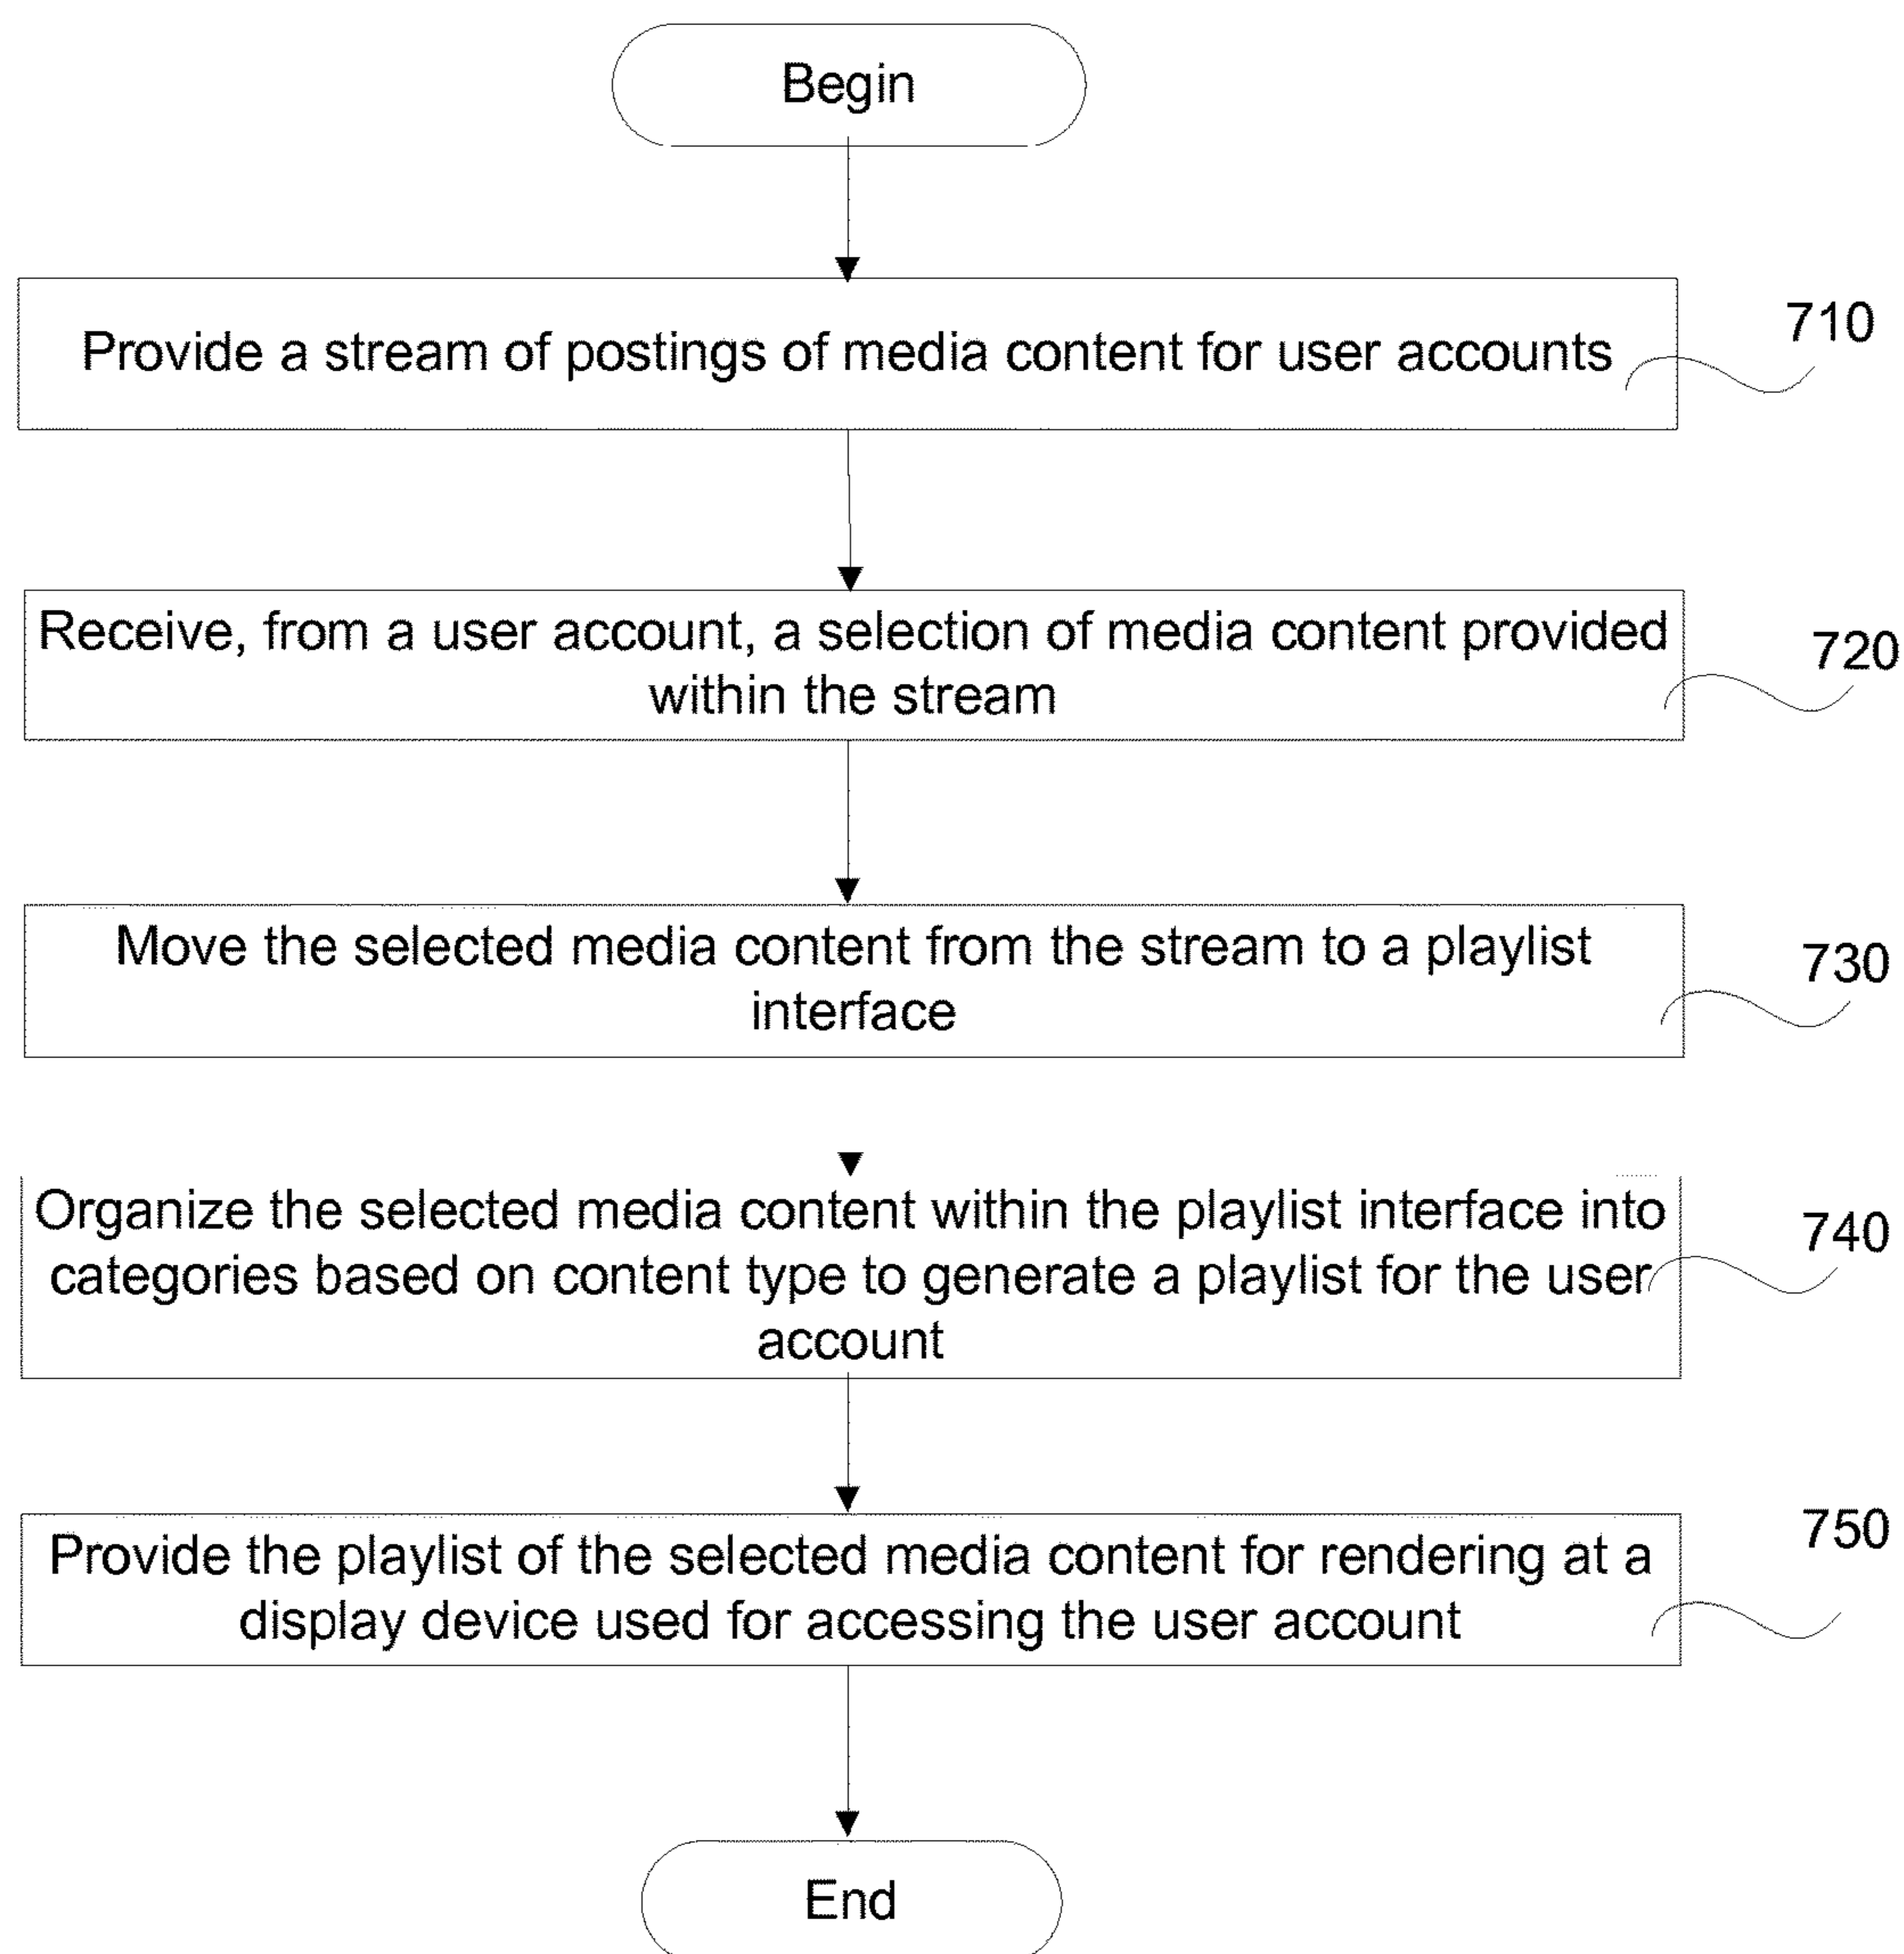 Begin
Provide a stream of postings of media content for user accounts
710
Receive, from a user account, a selection of media content provided
within the stream
720
Move the selected media content from the stream to a playlist
interface
730
Organize the selected media content within the playlist interface into
categories based on content type to generate a playlist for the user
account
740
Provide the playlist of the selected media content for rendering at a
display device used for accessing the user account
750
End